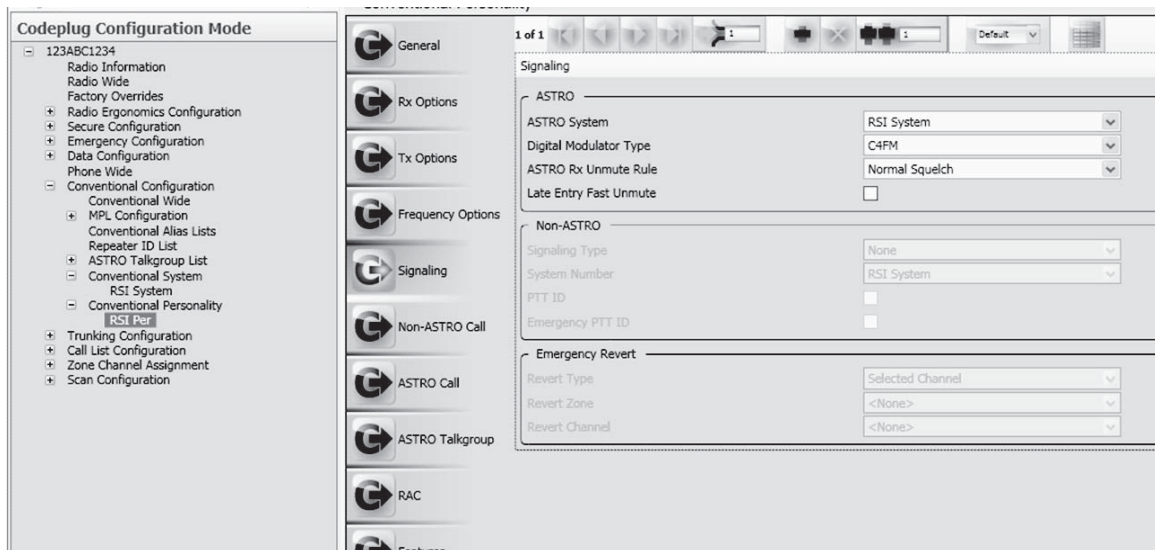 Conventional Personality
Codeplug Configuration Mode
123ABC1234
Radio Information
Radio Wide
Factory Overrides
Radio Ergonomics Configuration
Secure Configuration
Emergency Configuration
Data Configuration
Phone Wide
Conventional Configuration
Conventional Wide
MPL Configuration
Conventional Alias Lists
Repeater ID List
ASTRO Talkgroup List
Conventional System
RSI System
Conventional Personality
RSI Per
Trunking Configuration
Call List Configuration
Zone Channel Assignment
Scan Configuration
General
Rx Options
Tx Options
Frequency Options
Signaling
Non-ASTRO Call
ASTRO Call
ASTRO Talkgroup
RAC
Features
1 of 1 1 1 Default
Signaling
ASTRO
ASTRO System RSI System
Digital Modulator Type C4FM
ASTRO Rx Unmute Rule Normal Squelch
Late Entry Fast Unmute
Non-ASTRO
Signaling Type None
System Number RSI System
PTT ID
Emergency PTT ID
Emergency Revert
Revert Type Selected Channel
Revert Zone <None>
Revert Channel <None>